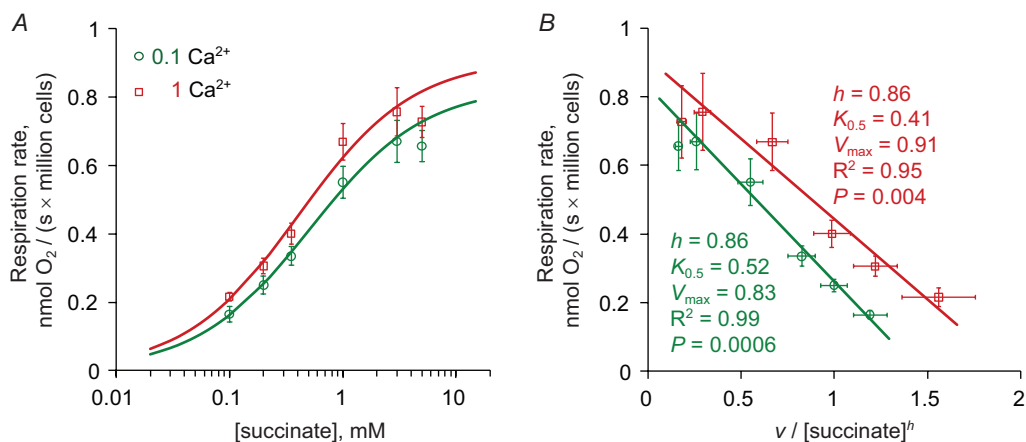 A
Respiration rate,
nmol O₂ / (s × million cells)
1
0.8
0.6
0.4
0.2
0
0.1 Ca²⁺
1 Ca²⁺
0.01
0.1
1
10
[succinate], mM
B
Respiration rate,
nmol O₂ / (s × million cells)
1
0.8
0.6
0.4
0.2
0
h = 0.86
K₀.₅ = 0.41
Vₘₐₓ = 0.91
R² = 0.95
P = 0.004
h = 0.86
K₀.₅ = 0.52
Vₘₐₓ = 0.83
R² = 0.99
P = 0.0006
0
0.5
1
1.5
2
v / [succinate]ʰ